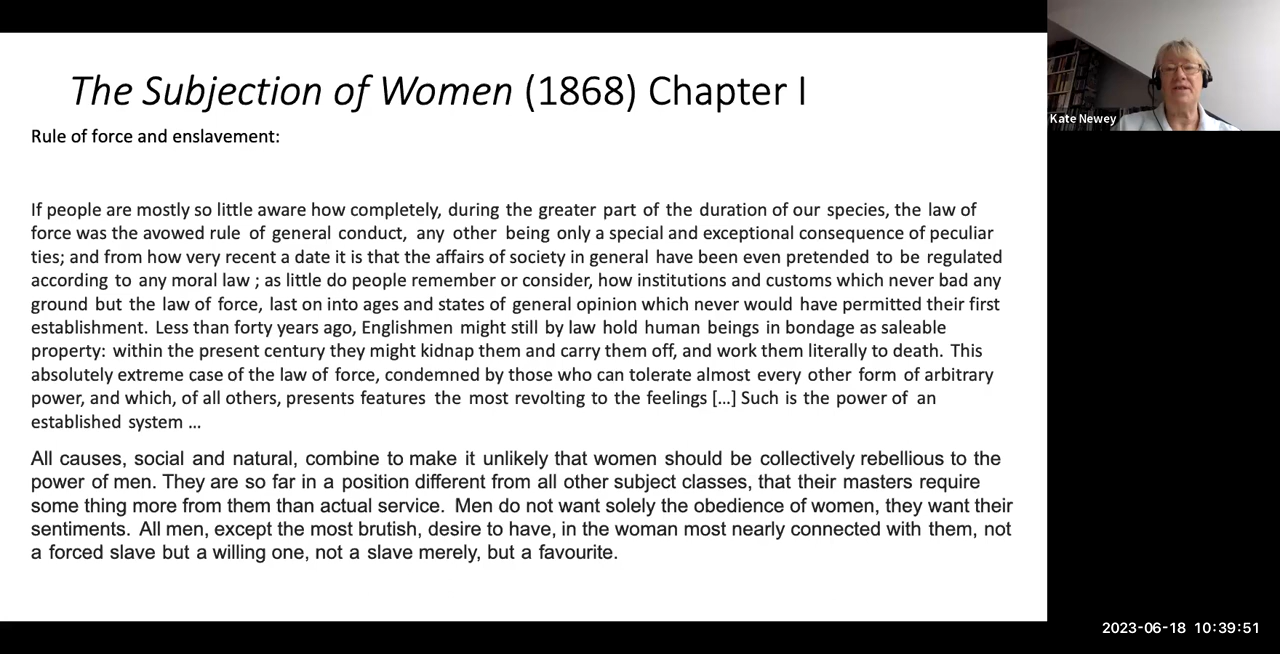 The Subjection of Women (1868) Chapter I
Rule of force and enslavement:
If people are mostly so little aware how completely, during the greater part of the duration of our species, the law of
force was the avowed rule of general conduct, any other being only a special and exceptional consequence of peculiar
ties; and from how very recent a date it is that the affairs of society in general have been even pretended to be regulated
according to any moral law ; as little do people remember or consider, how institutions and customs which never bad any
ground but the law of force, last on into ages and states of general opinion which never would have permitted their first
establishment. Less than forty years ago, Englishmen might still by law hold human beings in bondage as saleable
property: within the present century they might kidnap them and carry them off, and work them literally to death. This
absolutely extreme case of the law of force, condemned by those who can tolerate almost every other form of arbitrary
power, and which, of all others, presents features the most revolting to the feelings […] Such is the power of an
established system …
All causes, social and natural, combine to make it unlikely that women should be collectively rebellious to the
power of men. They are so far in a position different from all other subject classes, that their masters require
some thing more from them than actual service. Men do not want solely the obedience of women, they want their
sentiments. All men, except the most brutish, desire to have, in the woman most nearly connected with them, not
a forced slave but a willing one, not a slave merely, but a favourite.
Kate Newey
2023-06-18 10:39:51